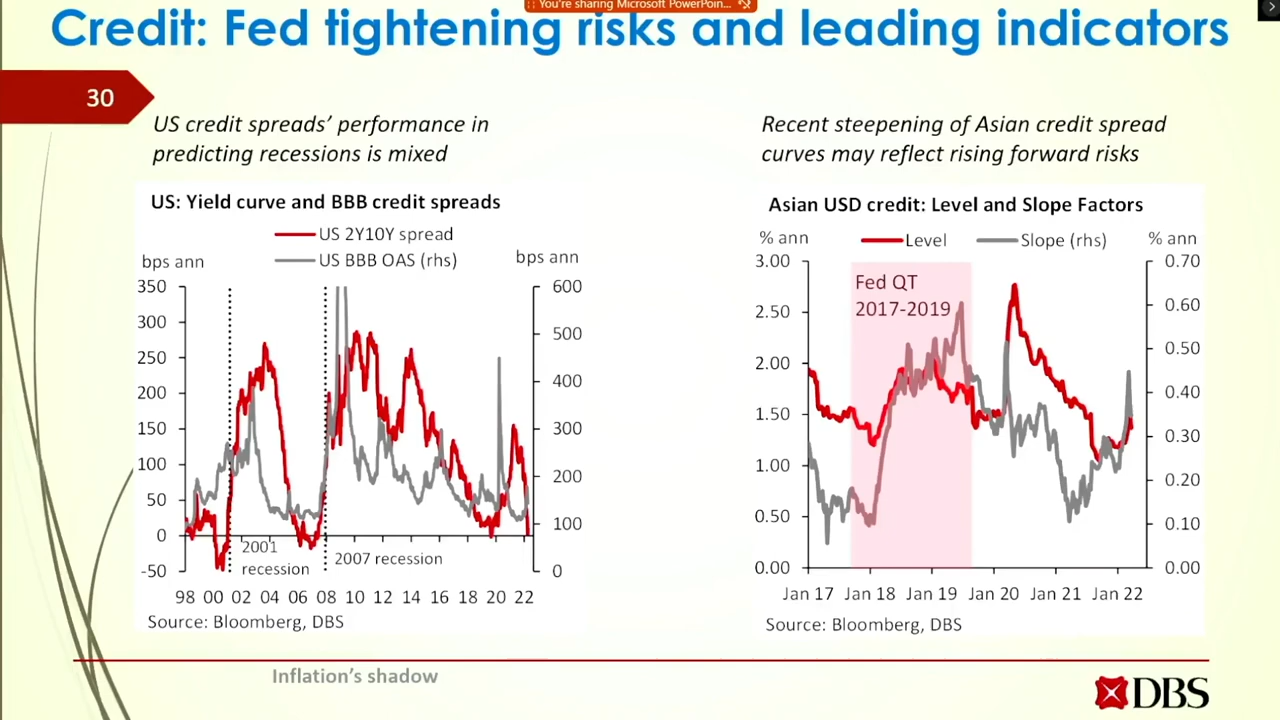 You're sharing Microsoft PowerPoin...
Credit: Fed tightening risks and leading indicators
30
US credit spreads' performance in
predicting recessions is mixed
US: Yield curve and BBB credit spreads
US 2Y10Y spread
US BBB OAS (rhs)
bps ann
bps ann
350
300
250
200
150
100
50
0
-50
600
500
400
300
200
100
0
2001
recession
2007 recession
98 00 02 04 06 08 10 12 14 16 18 20 22
Source: Bloomberg, DBS
Recent steepening of Asian credit spread
curves may reflect rising forward risks
Asian USD credit: Level and Slope Factors
% ann
Level
Slope (rhs)
% ann
3.00
2.50
2.00
1.50
1.00
0.50
0.00
0.70
0.60
0.50
0.40
0.30
0.20
0.10
0.00
Fed QT
2017-2019
Jan 17 Jan 18 Jan 19 Jan 20 Jan 21 Jan 22
Source: Bloomberg, DBS
Inflation's shadow
DBS